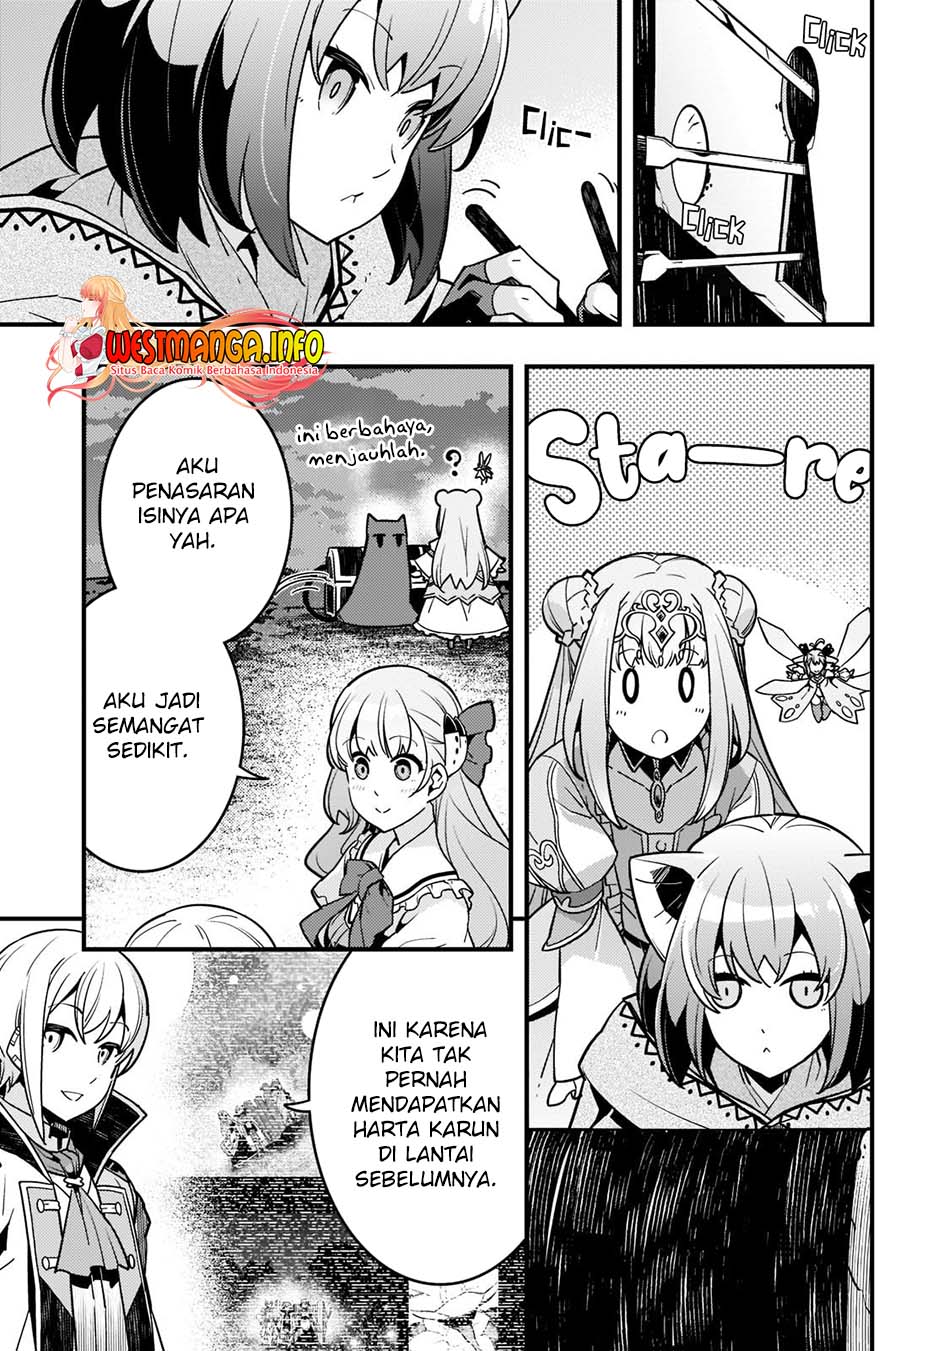 Click
Click
Clic-
WESTMANGA.INFO
Situs Baca Komik Berbahasa Indonesia
Sta—re
ini berbahaya,
menjauhlah.
?
AKU
PENASARAN
ISINYA APA
YAH.
AKU JADI
SEMANGAT
SEDIKIT.
INI KARENA
KITA TAK
PERNAH
MENDAPATKAN
HARTA KARUN
DI LANTAI
SEBELUMNYA.